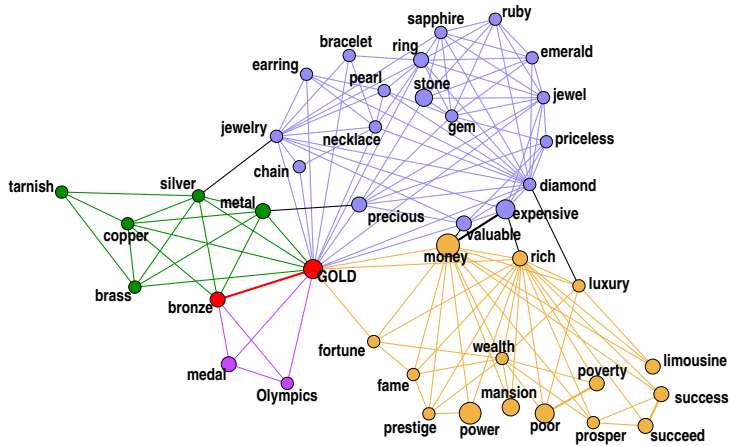 ruby
sapphire
bracelet
ring
emerald
earring
pearl
stone
jewel
jewelry
necklace
gem
priceless
chain
silver
tarnish
metal
diamond
precious
expensive
copper
valuable
money
rich
GOLD
luxury
brass
bronze
fortune
wealth
limousine
medal
fame
poverty
Olympics
mansion
success
prestige
power
poor
prosper
succeed